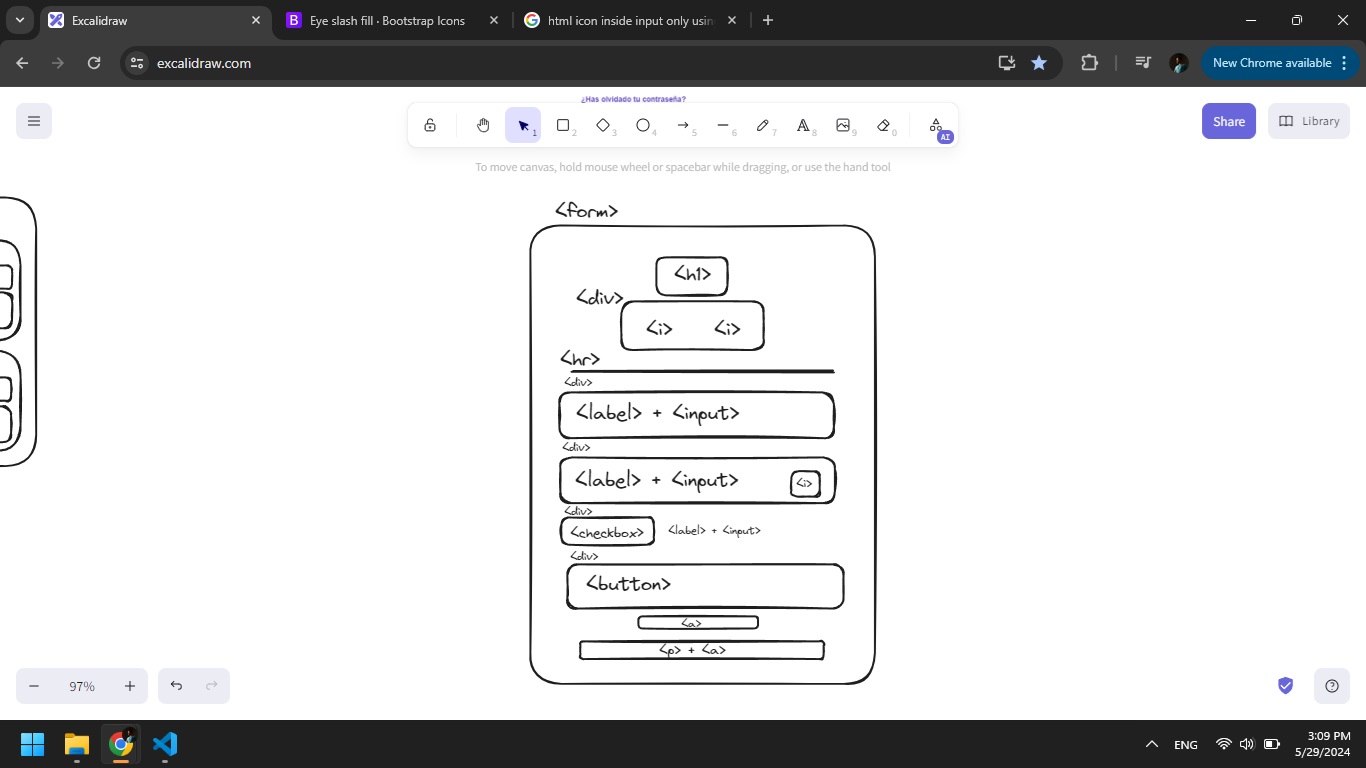 Excalidraw
Eye slash fill · Bootstrap Icons
html icon inside input only usin
excalidraw.com
New Chrome available
¿Has olvidado tu contraseña?
1 2 3 4 5 6 7 8 9 0
AI
Share
Library
To move canvas, hold mouse wheel or spacebar while dragging, or use the hand tool
<form>
<h1>
<div>
<i> <i>
<hr>
<div>
<label> + <input>
<div>
<label> + <input> <i>
<div>
<checkbox> <label> + <input>
<div>
<button>
<a>
<p> + <a>
97%
ENG
3:09 PM
5/29/2024